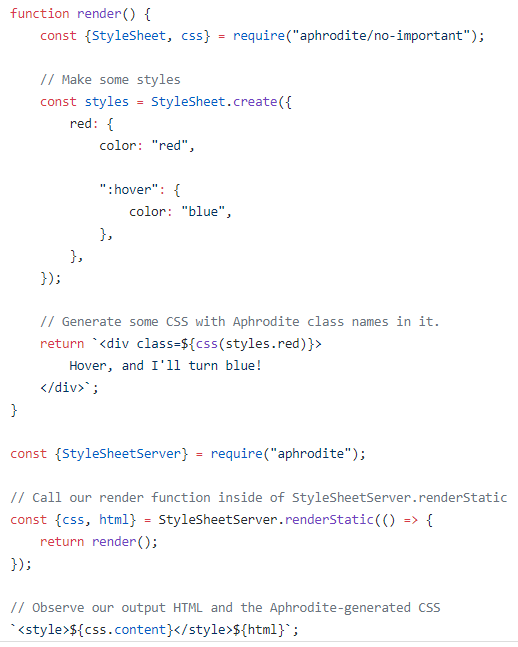 function render() {
    const {StyleSheet, css} = require("aphrodite/no-important");

    // Make some styles
    const styles = StyleSheet.create({
        red: {
            color: "red",

            ":hover": {
                color: "blue",
            },
        },
    });

    // Generate some CSS with Aphrodite class names in it.
    return `<div class=${css(styles.red)}>
        Hover, and I'll turn blue!
    </div>`;
}

const {StyleSheetServer} = require("aphrodite");

// Call our render function inside of StyleSheetServer.renderStatic
const {css, html} = StyleSheetServer.renderStatic(() => {
    return render();
});

// Observe our output HTML and the Aphrodite-generated CSS
`<style>${css.content}</style>${html}`;